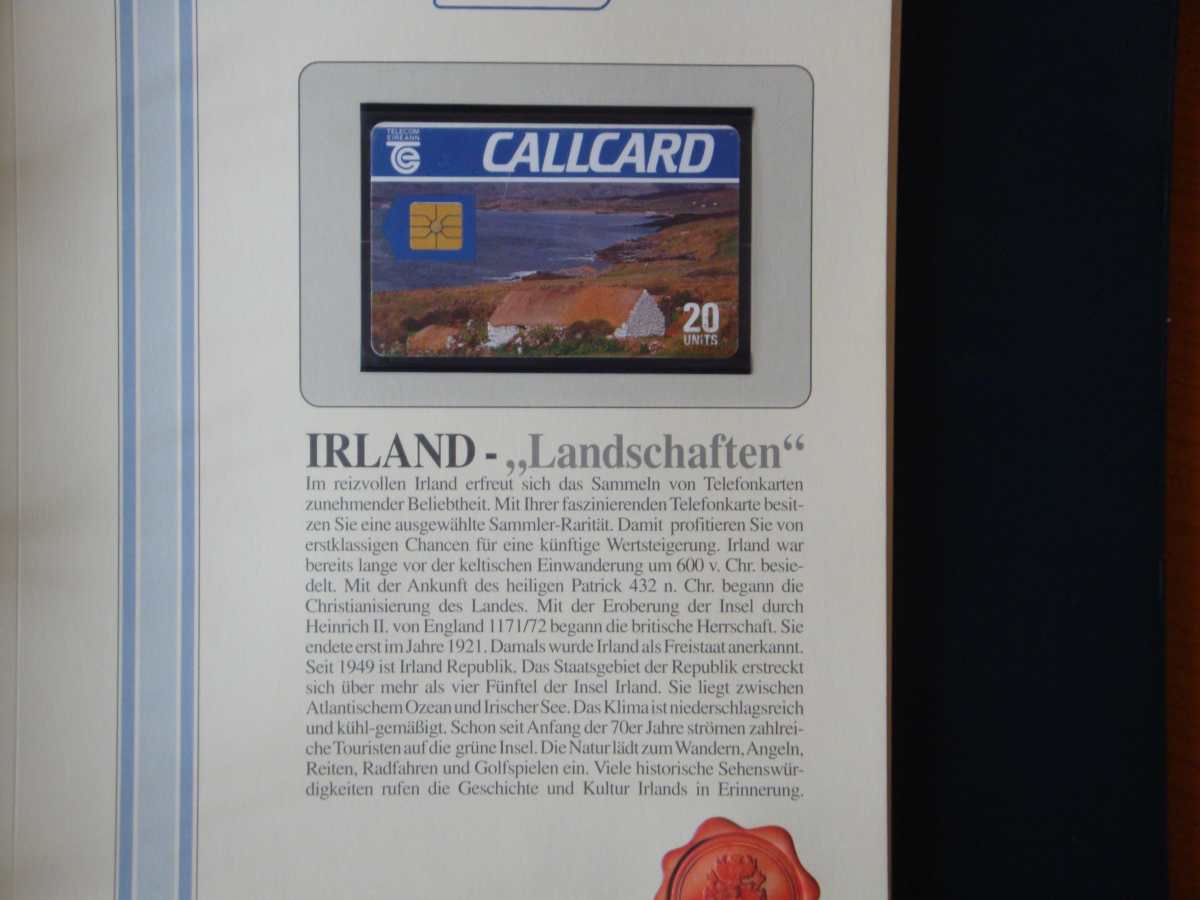 TELECOM
EIREANN
CALLCARD
20
UNITS
IRLAND - „Landschaften“
Im reizvollen Irland erfreut sich das Sammeln von Telefonkarten
zunehmender Beliebtheit. Mit Ihrer faszinierenden Telefonkarte besit-
zen Sie eine ausgewählte Sammler-Rarität. Damit profitieren Sie von
erstklassigen Chancen für eine künftige Wertsteigerung. Irland war
bereits lange vor der keltischen Einwanderung um 600 v. Chr. besie-
delt. Mit der Ankunft des heiligen Patrick 432 n. Chr. begann die
Christianisierung des Landes. Mit der Eroberung der Insel durch
Heinrich II. von England 1171/72 begann die britische Herrschaft. Sie
endete erst im Jahre 1921. Damals wurde Irland als Freistaat anerkannt.
Seit 1949 ist Irland Republik. Das Staatsgebiet der Republik erstreckt
sich über mehr als vier Fünftel der Insel Irland. Sie liegt zwischen
Atlantischem Ozean und Irischer See. Das Klima ist niederschlagsreich
und kühl-gemäßigt. Schon seit Anfang der 70er Jahre strömen zahlrei-
che Touristen auf die grüne Insel. Die Natur lädt zum Wandern, Angeln,
Reiten, Radfahren und Golfspielen ein. Viele historische Sehenswür-
digkeiten rufen die Geschichte und Kultur Irlands in Erinnerung.